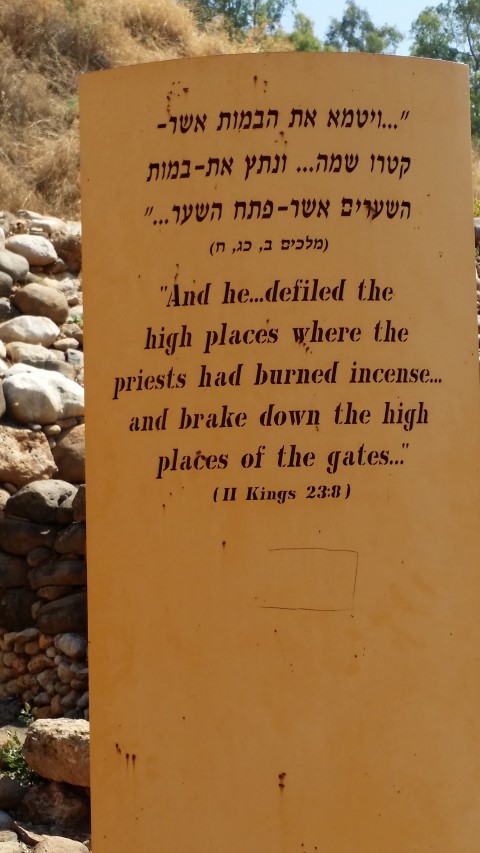 "...ויטמא את הבמות אשר-
קטרו שמה... ונתץ את-במות
השערים אשר-פתח השער..."
(מלכים ב, כג, ח)
"And he...defiled the
high places where the
priests had burned incense...
and brake down the high
places of the gates..."
(II Kings 23:8)